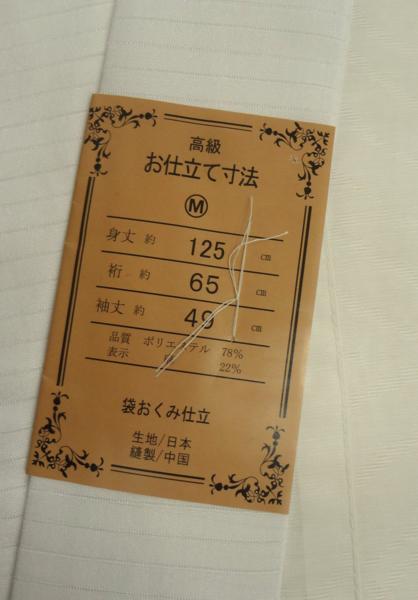 高級
お仕立て寸法
Ⓜ
身丈 約 125 cm
裄 約 65 cm
袖丈 約 49 cm
品質 ポリエステル 78%
表示 22%
袋おくみ仕立
生地/日本
縫製/中国